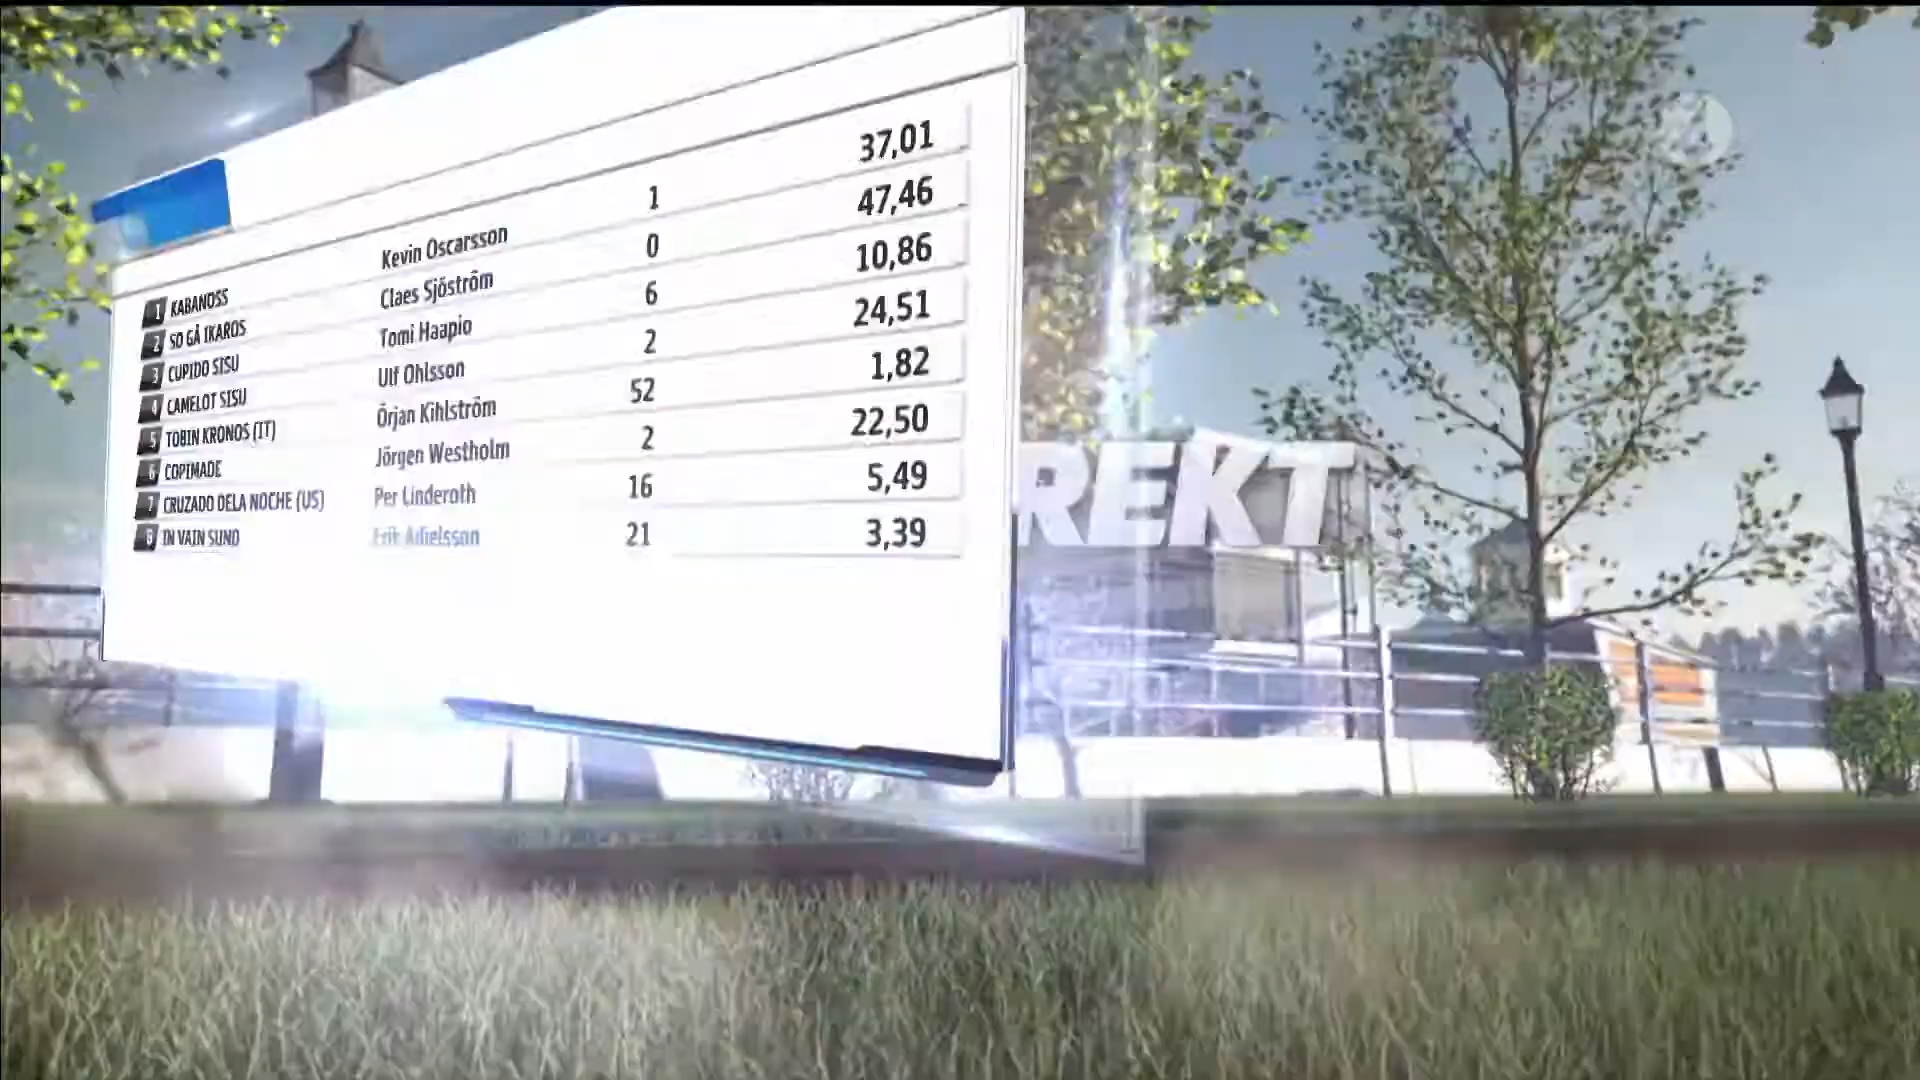 1 KABANOSS Kevin Oscarsson 1 37,01
2 SO GÅ IKAROS Claes Sjöström 0 47,46
3 CUPIDO SISU Tomi Haapio 6 10,86
4 CAMELOT SISU Ulf Ohlsson 2 24,51
5 TOBIN KRONOS (IT) Örjan Kihlström 52 1,82
6 COPIMADE Jörgen Westholm 2 22,50
7 CRUZADO DELA NOCHE (US) Per Linderoth 16 5,49
8 IN VAIN SUND Erik Adielsson 21 3,39
REKT